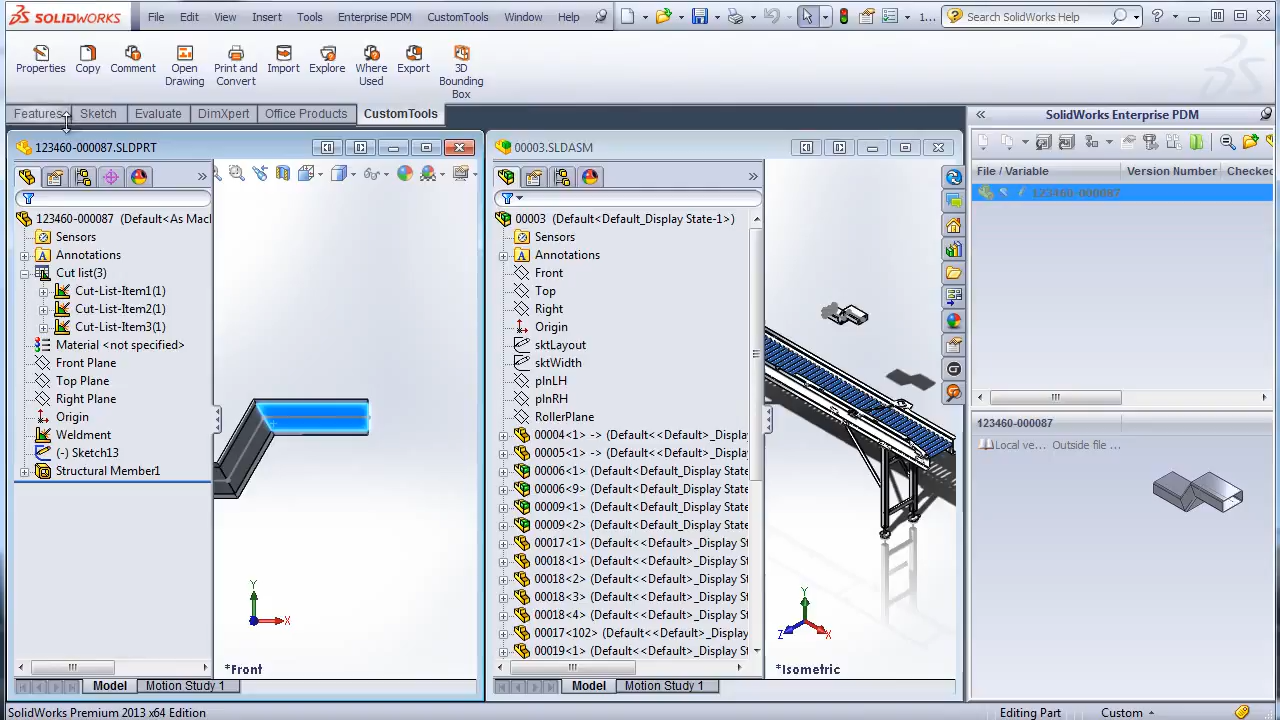 SOLIDWORKS File Edit View Insert Tools Enterprise PDM CustomTools Window Help 1... Search SolidWorks Help
Properties Copy Comment Open Drawing Print and Convert Import Explore Where Used Export 3D Bounding Box
Features Sketch Evaluate DimXpert Office Products CustomTools
123460-000087.SLDPRT
123460-000087 (Default<As Macl
Sensors
Annotations
Cut list(3)
Cut-List-Item1(1)
Cut-List-Item2(1)
Cut-List-Item3(1)
Material <not specified>
Front Plane
Top Plane
Right Plane
Origin
Weldment
(-) Sketch13
Structural Member1
Y
X
*Front
Model Motion Study 1
00003.SLDASM
00003 (Default<Default_Display State-1>)
Sensors
Annotations
Front
Top
Right
Origin
sktLayout
sktWidth
plnLH
plnRH
RollerPlane
00004<1> -> (Default<<Default>_Displa
00005<1> -> (Default<<Default>_Displa
00006<1> (Default<Default_Display State
00006<9> (Default<Default_Display State
00009<1> (Default<Default_Display State
00009<2> (Default<Default_Display State
00017<1> (Default<<Default>_Display S
00018<1> (Default<<Default>_Display S
00018<2> (Default<<Default>_Display S
00018<3> (Default<<Default>_Display S
00018<4> (Default<<Default>_Display S
00017<102> (Default<<Default>_Display
00019<1> (Default<<Default>_Display S
Y
Z X
*Isometric
Model Motion Study 1
SolidWorks Enterprise PDM
File / Variable Version Number Checked
123460-000087
123460-000087
Local ve... Outside file ...
SolidWorks Premium 2013 x64 Edition Editing Part Custom